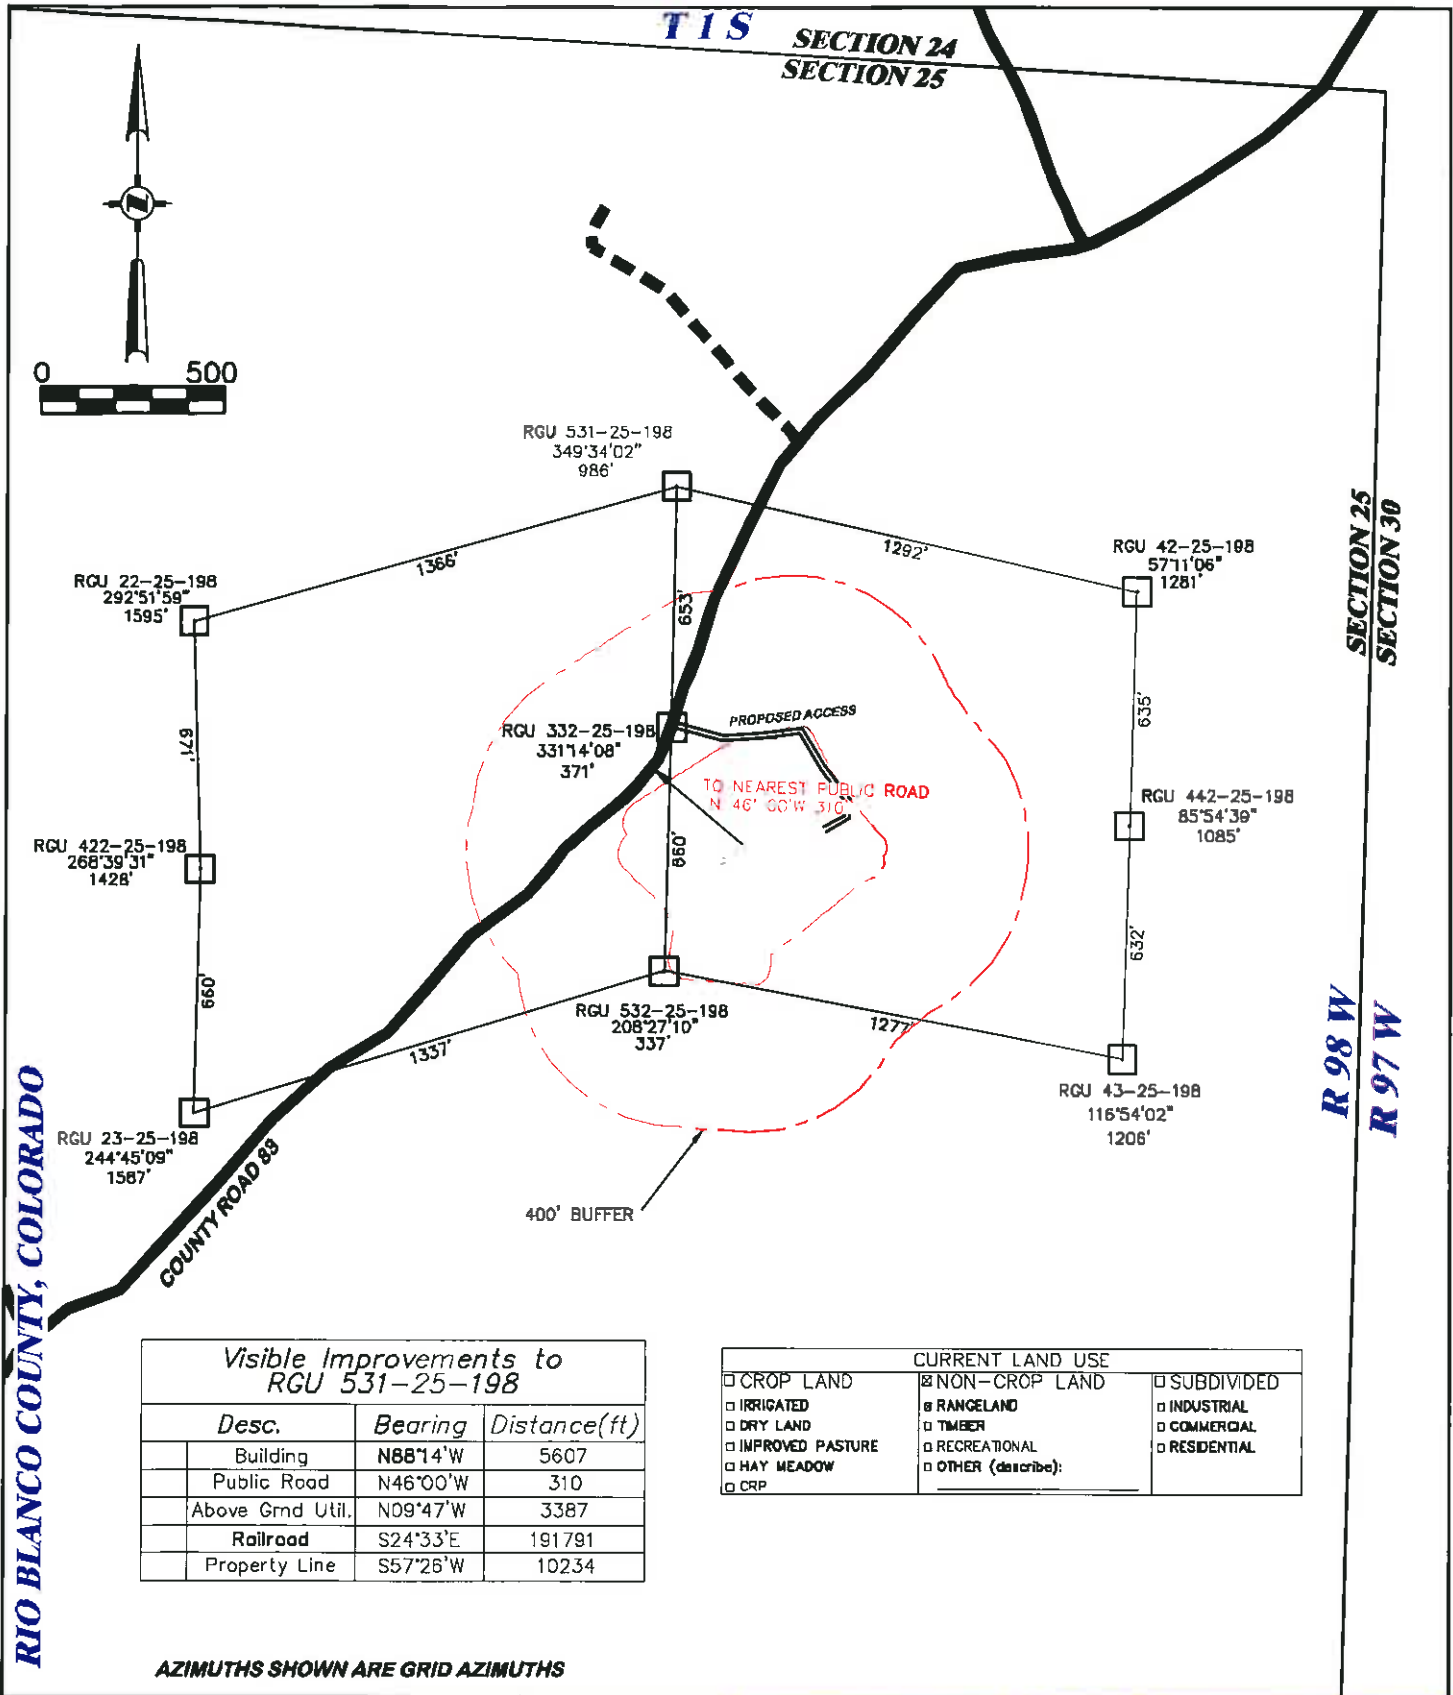 T 1 S
SECTION 24
SECTION 25
0 500
RGU 531-25-198
349°34'02"
986'
1366'
1292'
RGU 22-25-198
292°51'59"
1595'
RGU 42-25-198
57°11'06"
1281'
SECTION 25
SECTION 30
653'
671'
635'
RGU 332-25-198
331°14'08"
371'
PROPOSED ACCESS
TO NEAREST PUBLIC ROAD
N 46° 00'W 310'
RGU 442-25-198
85°54'39"
1085'
RGU 422-25-198
268°39'31"
1428'
660'
660'
632'
RGU 532-25-198
208°27'10"
337'
1337'
1277'
RGU 43-25-198
116°54'02"
1206'
RGU 23-25-198
244°45'09"
1587'
R 98 W
R 97 W
COUNTY ROAD 83
400' BUFFER
RIO BLANCO COUNTY, COLORADO
Visible Improvements to
RGU 531-25-198
Desc. Bearing Distance(ft)
Building N88°14'W 5607
Public Road N46°00'W 310
Above Grnd Util. N09°47'W 3387
Railroad S24°33'E 191791
Property Line S57°26'W 10234
CURRENT LAND USE
☐ CROP LAND ☒ NON-CROP LAND ☐ SUBDIVIDED
☐ IRRIGATED ☒ RANGELAND ☐ INDUSTRIAL
☐ DRY LAND ☐ TIMBER ☐ COMMERCIAL
☐ IMPROVED PASTURE ☐ RECREATIONAL ☐ RESIDENTIAL
☐ HAY MEADOW ☐ OTHER (describe):
☐ CRP
AZIMUTHS SHOWN ARE GRID AZIMUTHS